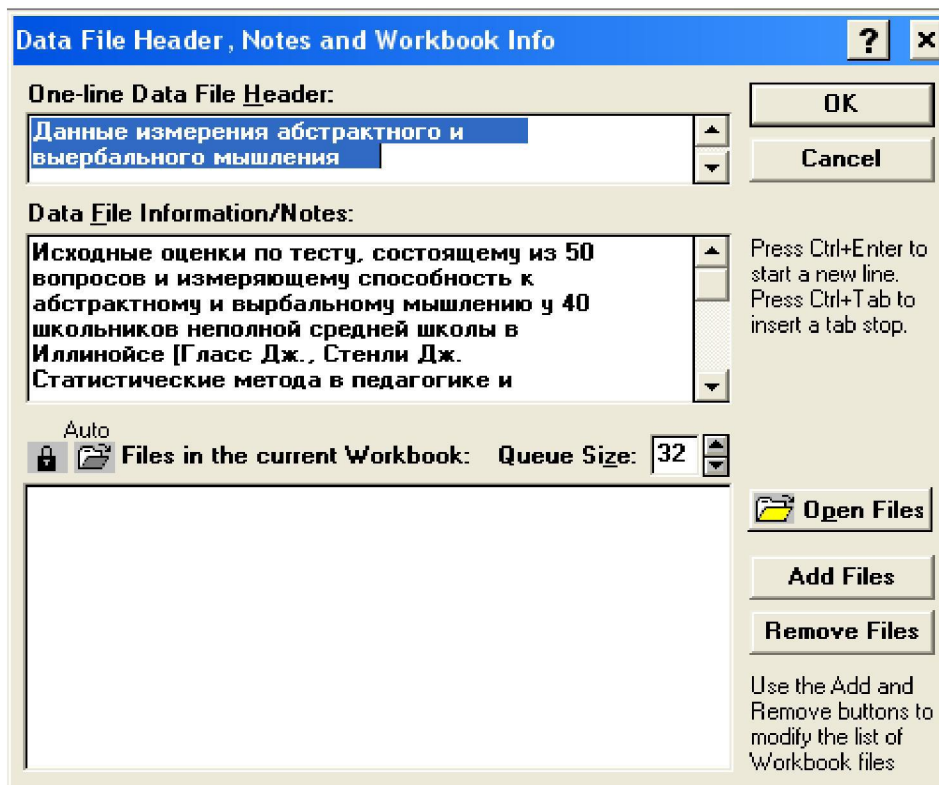 Data File Header, Notes and Workbook Info
One-line Data File Header:
Данные измерения абстрактного и
выербального мышления
OK
Cancel
Data File Information/Notes:
Исходные оценки по тесту, состоящему из 50
вопросов и измеряющему способность к
абстрактному и вырбальному мышлению у 40
школьников неполной средней школы в
Иллинойсе [Гласс Дж., Стенли Дж.
Статистические метода в педагогике и
Press Ctrl+Enter to
start a new line.
Press Ctrl+Tab to
insert a tab stop.
Auto
Files in the current Workbook: Queue Size: 32
Open Files
Add Files
Remove Files
Use the Add and
Remove buttons to
modify the list of
Workbook files